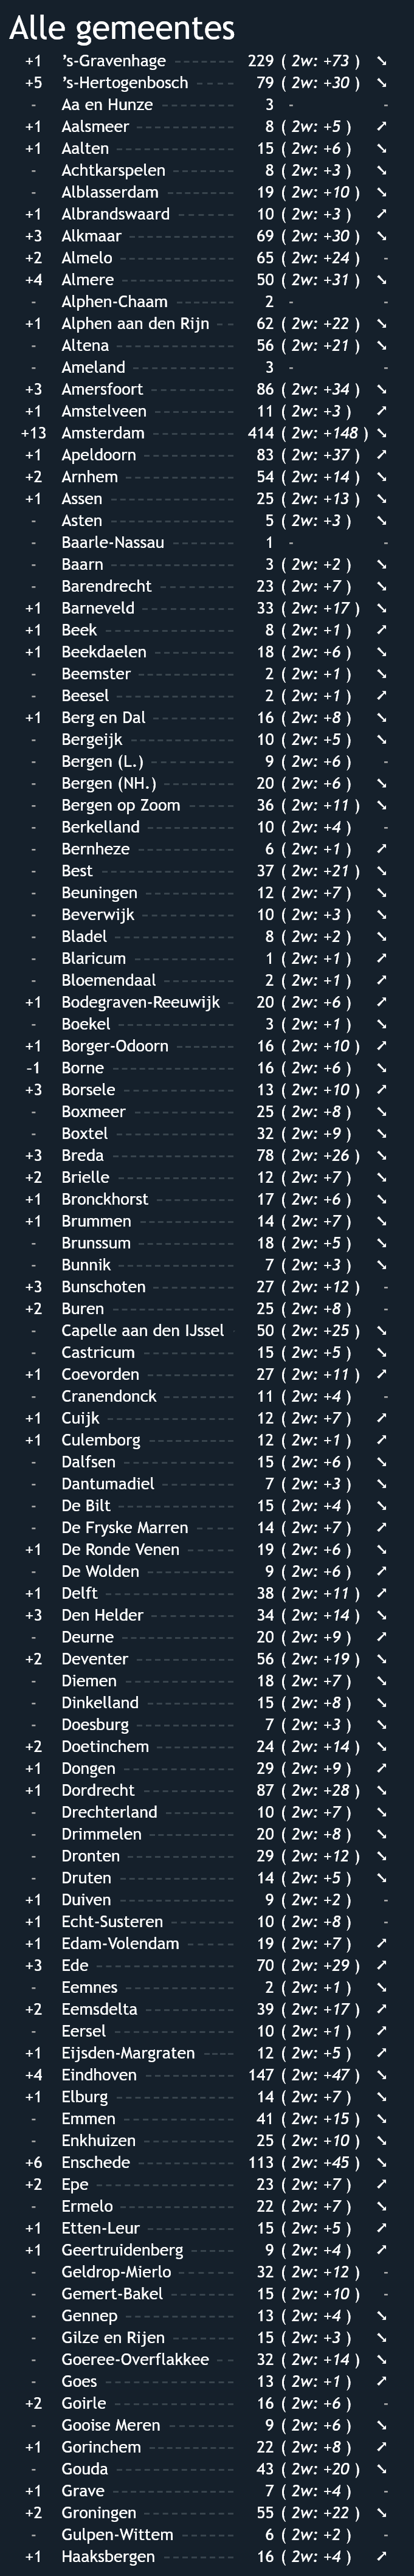 Alle gemeentes
+1 ’s-Gravenhage 229 ( 2w: +73 ) ➘
+5 ’s-Hertogenbosch 79 ( 2w: +30 ) ➘
- Aa en Hunze 3 - -
+1 Aalsmeer 8 ( 2w: +5 ) ➚
+1 Aalten 15 ( 2w: +6 ) ➘
- Achtkarspelen 8 ( 2w: +3 ) ➘
- Alblasserdam 19 ( 2w: +10 ) ➘
+1 Albrandswaard 10 ( 2w: +3 ) ➚
+3 Alkmaar 69 ( 2w: +30 ) ➘
+2 Almelo 65 ( 2w: +24 ) -
+4 Almere 50 ( 2w: +31 ) ➘
- Alphen-Chaam 2 - -
+1 Alphen aan den Rijn 62 ( 2w: +22 ) ➘
- Altena 56 ( 2w: +21 ) ➘
- Ameland 3 - -
+3 Amersfoort 86 ( 2w: +34 ) ➘
+1 Amstelveen 11 ( 2w: +3 ) ➚
+13 Amsterdam 414 ( 2w: +148 ) ➘
+1 Apeldoorn 83 ( 2w: +37 ) ➚
+2 Arnhem 54 ( 2w: +14 ) ➘
+1 Assen 25 ( 2w: +13 ) ➘
- Asten 5 ( 2w: +3 ) ➘
- Baarle-Nassau 1 - -
- Baarn 3 ( 2w: +2 ) ➘
- Barendrecht 23 ( 2w: +7 ) ➘
+1 Barneveld 33 ( 2w: +17 ) ➘
+1 Beek 8 ( 2w: +1 ) ➚
+1 Beekdaelen 18 ( 2w: +6 ) ➘
- Beemster 2 ( 2w: +1 ) ➘
- Beesel 2 ( 2w: +1 ) ➚
+1 Berg en Dal 16 ( 2w: +8 ) ➘
- Bergeijk 10 ( 2w: +5 ) ➘
- Bergen (L.) 9 ( 2w: +6 ) -
- Bergen (NH.) 20 ( 2w: +6 ) ➘
- Bergen op Zoom 36 ( 2w: +11 ) ➘
- Berkelland 10 ( 2w: +4 ) -
- Bernheze 6 ( 2w: +1 ) ➚
- Best 37 ( 2w: +21 ) ➘
- Beuningen 12 ( 2w: +7 ) ➘
- Beverwijk 10 ( 2w: +3 ) ➘
- Bladel 8 ( 2w: +2 ) ➘
- Blaricum 1 ( 2w: +1 ) ➚
- Bloemendaal 2 ( 2w: +1 ) ➚
+1 Bodegraven-Reeuwijk 20 ( 2w: +6 ) ➚
- Boekel 3 ( 2w: +1 ) ➘
+1 Borger-Odoorn 16 ( 2w: +10 ) ➚
-1 Borne 16 ( 2w: +6 ) ➘
+3 Borsele 13 ( 2w: +10 ) ➚
- Boxmeer 25 ( 2w: +8 ) ➘
- Boxtel 32 ( 2w: +9 ) ➘
+3 Breda 78 ( 2w: +26 ) ➘
+2 Brielle 12 ( 2w: +7 ) ➘
+1 Bronckhorst 17 ( 2w: +6 ) ➘
+1 Brummen 14 ( 2w: +7 ) ➘
- Brunssum 18 ( 2w: +5 ) ➘
- Bunnik 7 ( 2w: +3 ) ➘
+3 Bunschoten 27 ( 2w: +12 ) -
+2 Buren 25 ( 2w: +8 ) -
- Capelle aan den IJssel 50 ( 2w: +25 ) ➘
- Castricum 15 ( 2w: +5 ) ➘
+1 Coevorden 27 ( 2w: +11 ) ➚
- Cranendonck 11 ( 2w: +4 ) -
+1 Cuijk 12 ( 2w: +7 ) ➚
+1 Culemborg 12 ( 2w: +1 ) ➚
- Dalfsen 15 ( 2w: +6 ) ➘
- Dantumadiel 7 ( 2w: +3 ) ➘
- De Bilt 15 ( 2w: +4 ) ➘
- De Fryske Marren 14 ( 2w: +7 ) ➚
+1 De Ronde Venen 19 ( 2w: +6 ) ➘
- De Wolden 9 ( 2w: +6 ) ➚
+1 Delft 38 ( 2w: +11 ) ➚
+3 Den Helder 34 ( 2w: +14 ) ➘
- Deurne 20 ( 2w: +9 ) ➚
+2 Deventer 56 ( 2w: +19 ) ➘
- Diemen 18 ( 2w: +7 ) ➘
- Dinkelland 15 ( 2w: +8 ) ➘
- Doesburg 7 ( 2w: +3 ) ➘
+2 Doetinchem 24 ( 2w: +14 ) ➘
+1 Dongen 29 ( 2w: +9 ) ➚
+1 Dordrecht 87 ( 2w: +28 ) ➘
- Drechterland 10 ( 2w: +7 ) ➘
- Drimmelen 20 ( 2w: +8 ) ➘
- Dronten 29 ( 2w: +12 ) ➘
- Druten 14 ( 2w: +5 ) ➘
+1 Duiven 9 ( 2w: +2 ) -
+1 Echt-Susteren 10 ( 2w: +8 ) -
+1 Edam-Volendam 19 ( 2w: +7 ) ➚
+3 Ede 70 ( 2w: +29 ) ➚
- Eemnes 2 ( 2w: +1 ) ➘
+2 Eemsdelta 39 ( 2w: +17 ) ➚
- Eersel 10 ( 2w: +1 ) ➚
+1 Eijsden-Margraten 12 ( 2w: +5 ) ➚
+4 Eindhoven 147 ( 2w: +47 ) ➘
+1 Elburg 14 ( 2w: +7 ) ➘
- Emmen 41 ( 2w: +15 ) ➘
- Enkhuizen 25 ( 2w: +10 ) ➘
+6 Enschede 113 ( 2w: +45 ) ➘
+2 Epe 23 ( 2w: +7 ) ➚
- Ermelo 22 ( 2w: +7 ) ➘
+1 Etten-Leur 15 ( 2w: +5 ) ➚
+1 Geertruidenberg 9 ( 2w: +4 ) ➚
- Geldrop-Mierlo 32 ( 2w: +12 ) -
- Gemert-Bakel 15 ( 2w: +10 ) -
- Gennep 13 ( 2w: +4 ) ➘
- Gilze en Rijen 15 ( 2w: +3 ) ➘
- Goeree-Overflakkee 32 ( 2w: +14 ) ➘
- Goes 13 ( 2w: +1 ) ➚
+2 Goirle 16 ( 2w: +6 ) -
- Gooise Meren 9 ( 2w: +6 ) ➘
+1 Gorinchem 22 ( 2w: +8 ) ➚
- Gouda 43 ( 2w: +20 ) ➘
+1 Grave 7 ( 2w: +4 ) -
+2 Groningen 55 ( 2w: +22 ) ➘
- Gulpen-Wittem 6 ( 2w: +2 ) -
+1 Haaksbergen 16 ( 2w: +4 ) ➚